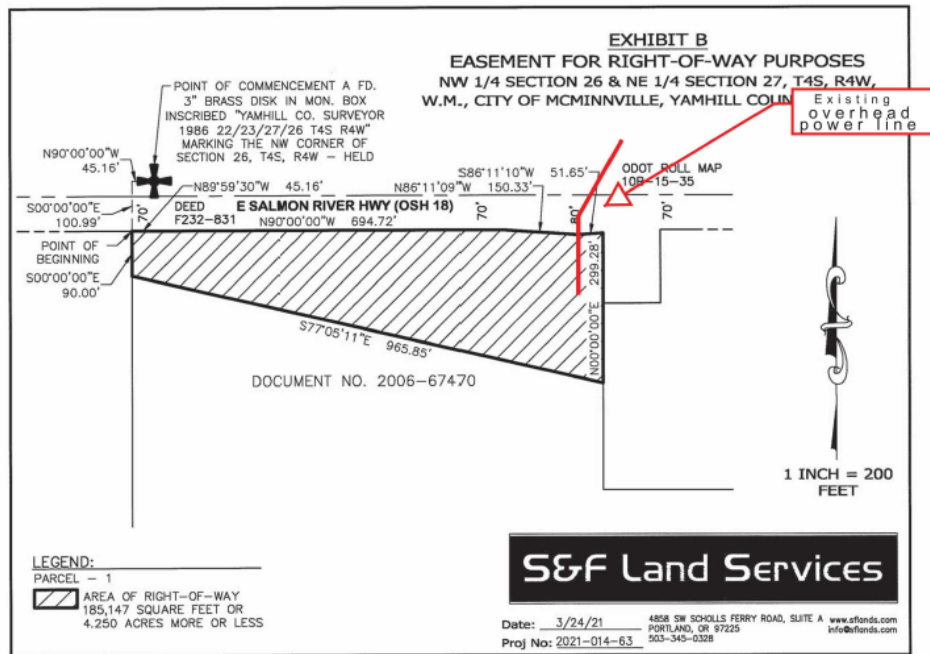 EXHIBIT B
EASEMENT FOR RIGHT-OF-WAY PURPOSES
NW 1/4 SECTION 26 & NE 1/4 SECTION 27, T4S, R4W,
W.M., CITY OF MCMINNVILLE, YAMHILL COUN
Existing
overhead
power line
POINT OF COMMENCEMENT A FD.
3" BRASS DISK IN MON. BOX
INSCRIBED "YAMHILL CO. SURVEYOR
1986 22/23/27/26 T4S R4W"
MARKING THE NW CORNER OF
SECTION 26, T4S, R4W - HELD
N90°00'00"W
45.16'
S86°11'10"W 51.65'
ODOT ROLL MAP
10B-15-35
N89°59'30"W 45.16'
N86°11'09"W 150.33'
S00°00'00"E
100.99'
70'
DEED
F232-831
E SALMON RIVER HWY (OSH 18)
N90°00'00"W 694.72'
70'
80'
70'
POINT OF
BEGINNING
S00°00'00"E
90.00'
N00°00'00"E 299.28'
S77°05'11"E 965.85'
DOCUMENT NO. 2006-67470
1 INCH = 200
FEET
LEGEND:
PARCEL - 1
AREA OF RIGHT-OF-WAY
185,147 SQUARE FEET OR
4.250 ACRES MORE OR LESS
S&F Land Services
Date: 3/24/21
Proj No: 2021-014-63
4858 SW SCHOLLS FERRY ROAD, SUITE A
PORTLAND, OR 97225
503-345-0328
www.sflands.com
info@sflands.com